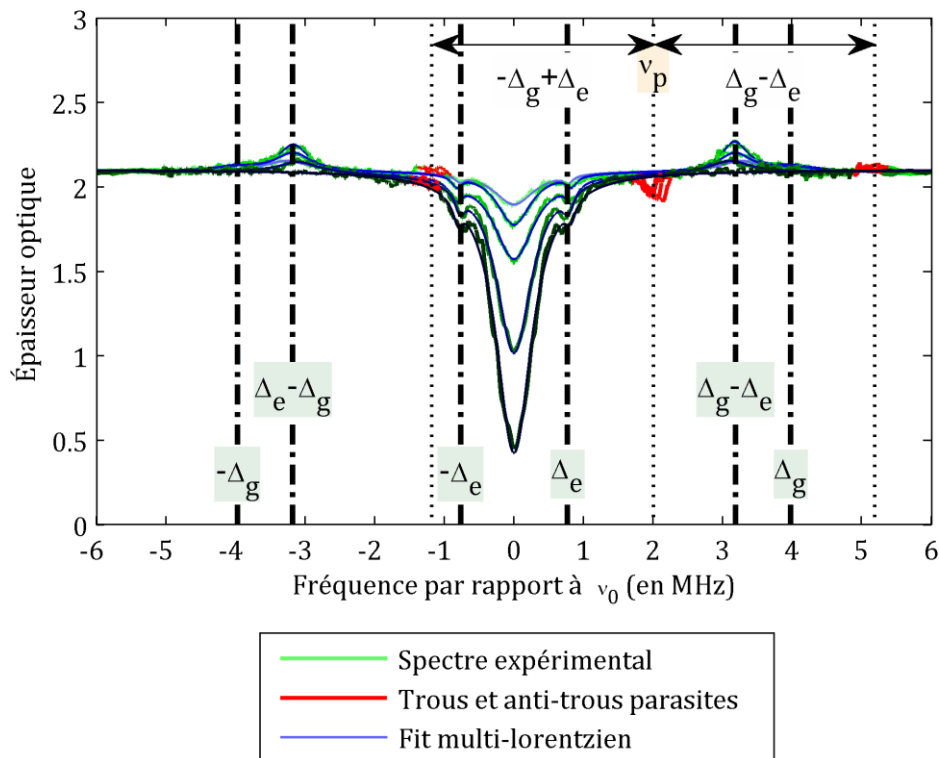 3
2.5
2
1.5
1
0.5
0
Épaisseur optique
-Δg+Δe
νp
Δg-Δe
Δe-Δg
Δg-Δe
-Δg
-Δe
Δe
Δg
-6 -5 -4 -3 -2 -1 0 1 2 3 4 5 6
Fréquence par rapport à ν0 (en MHz)
Spectre expérimental
Trous et anti-trous parasites
Fit multi-lorentzien